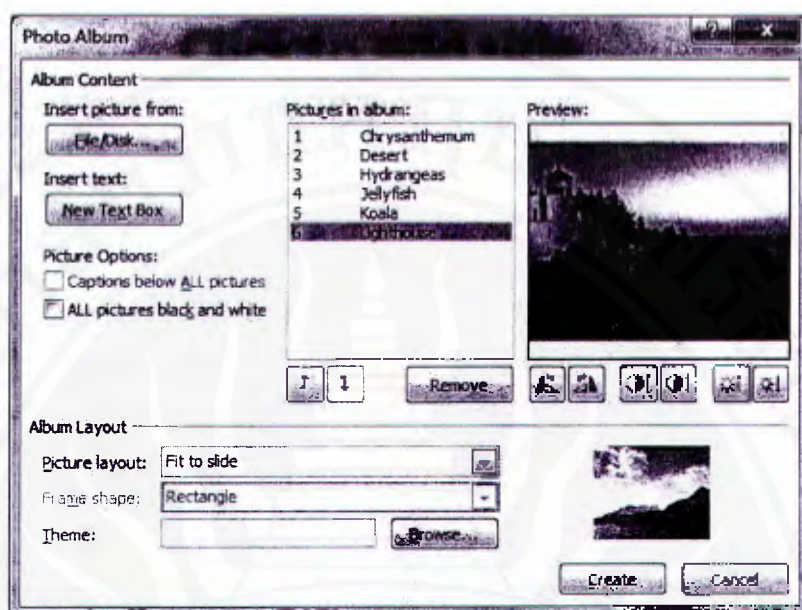 Photo Album
Album Content
Insert picture from:
File/Disk...
Insert text:
New Text Box
Picture Options:
Captions below ALL pictures
ALL pictures black and white
Pictures in album:
1 Chrysanthemum
2 Desert
3 Hydrangeas
4 Jellyfish
5 Koala
6 Lighthouse
Remove
Preview:
Album Layout
Picture layout: Fit to slide
Frame shape: Rectangle
Theme:
Browse...
Create
Cancel